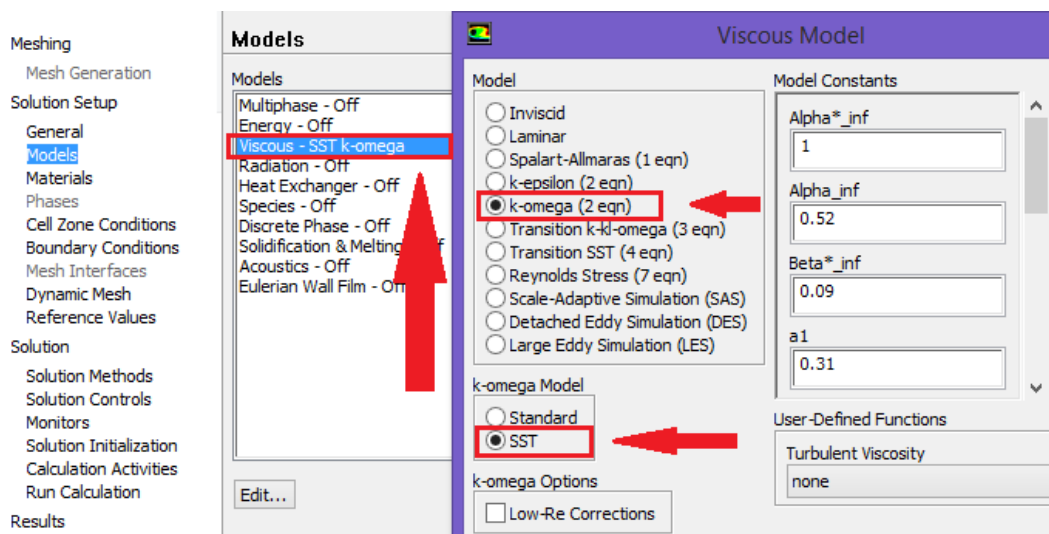 Meshing
Mesh Generation
Solution Setup
General
Models
Materials
Phases
Cell Zone Conditions
Boundary Conditions
Mesh Interfaces
Dynamic Mesh
Reference Values
Solution
Solution Methods
Solution Controls
Monitors
Solution Initialization
Calculation Activities
Run Calculation
Results
Models
Models
Multiphase - Off
Energy - Off
Viscous - SST k-omega
Radiation - Off
Heat Exchanger - Off
Species - Off
Discrete Phase - Off
Solidification & Melting
Acoustics - Off
Eulerian Wall Film - Off
Edit...
Viscous Model
Model
Inviscid
Laminar
Spalart-Allmaras (1 eqn)
k-epsilon (2 eqn)
k-omega (2 eqn)
Transition k-kl-omega (3 eqn)
Transition SST (4 eqn)
Reynolds Stress (7 eqn)
Scale-Adaptive Simulation (SAS)
Detached Eddy Simulation (DES)
Large Eddy Simulation (LES)
k-omega Model
Standard
SST
k-omega Options
Low-Re Corrections
Model Constants
Alpha*_inf
1
Alpha_inf
0.52
Beta*_inf
0.09
a1
0.31
User-Defined Functions
Turbulent Viscosity
none